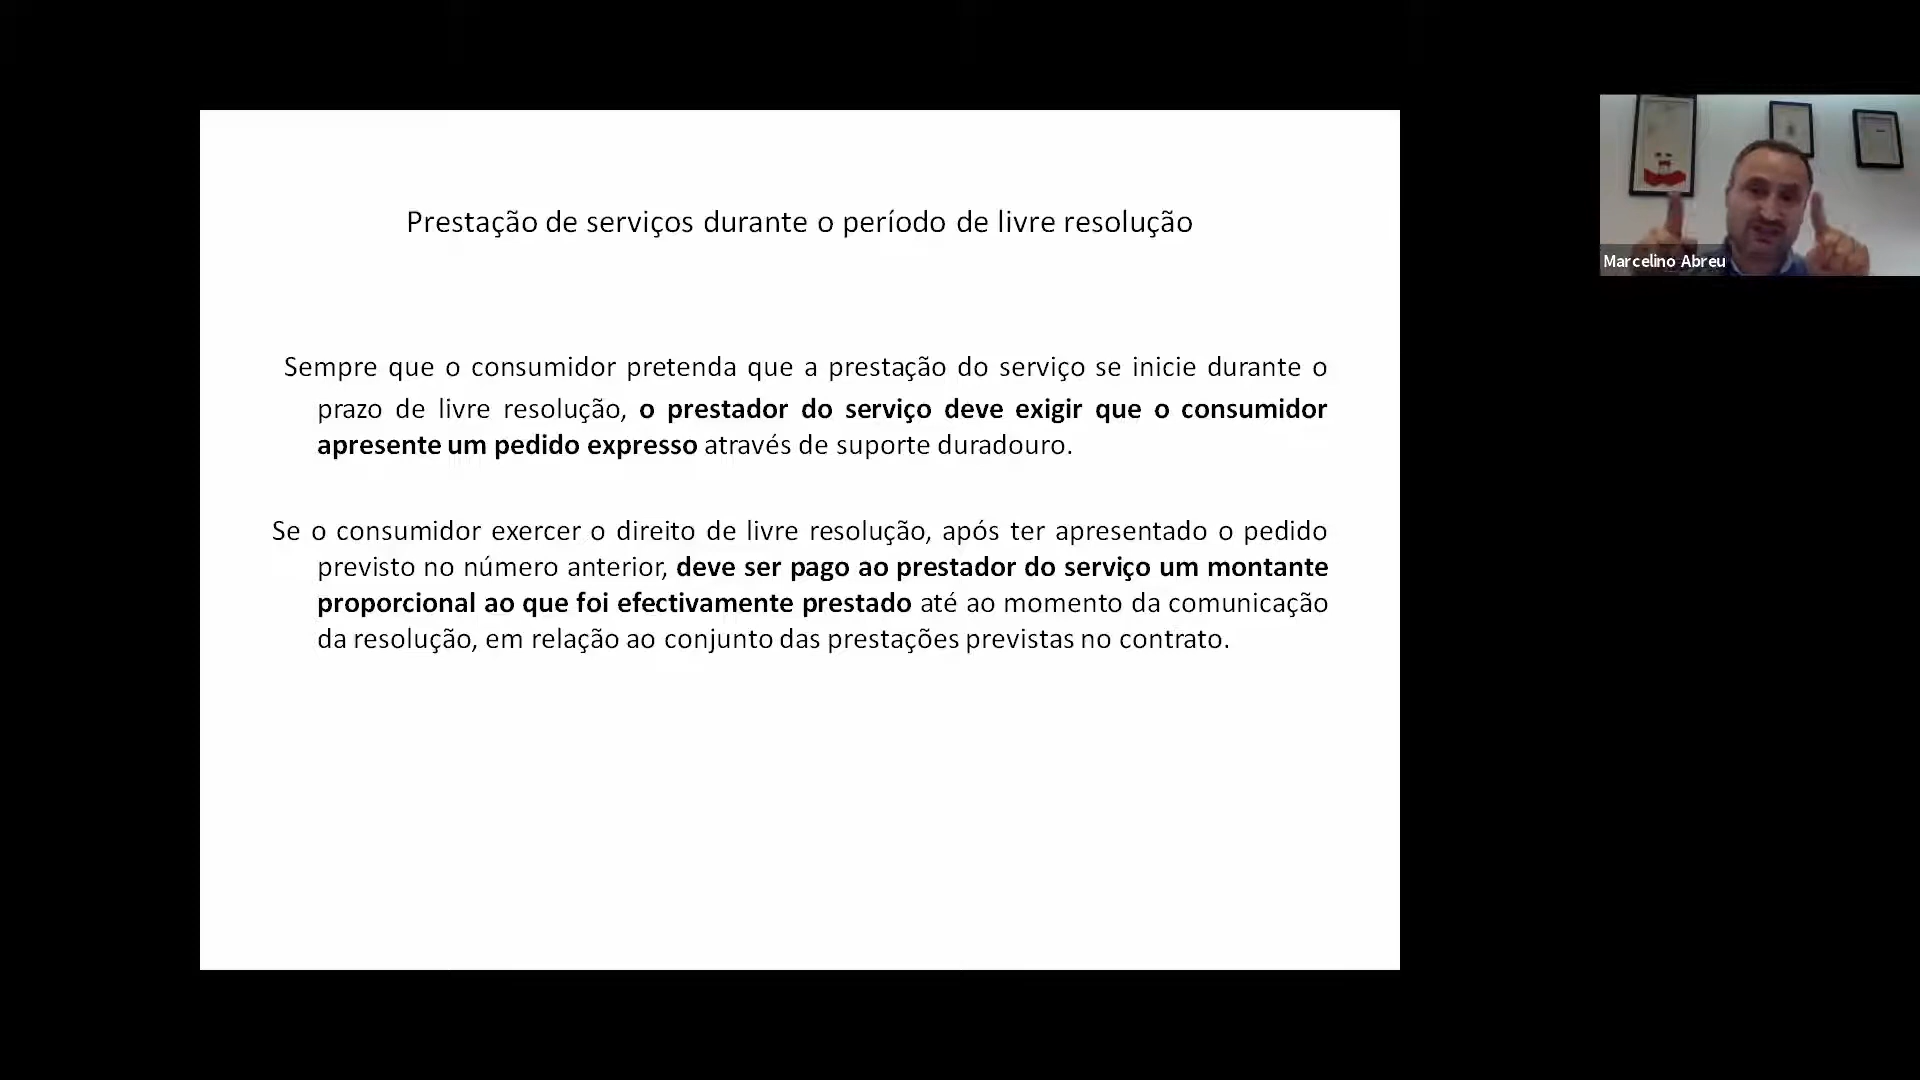 Prestação de serviços durante o período de livre resolução
Sempre que o consumidor pretenda que a prestação do serviço se inicie durante o
prazo de livre resolução, o prestador do serviço deve exigir que o consumidor
apresente um pedido expresso através de suporte duradouro.
Se o consumidor exercer o direito de livre resolução, após ter apresentado o pedido
previsto no número anterior, deve ser pago ao prestador do serviço um montante
proporcional ao que foi efectivamente prestado até ao momento da comunicação
da resolução, em relação ao conjunto das prestações previstas no contrato.
Marcelino Abreu